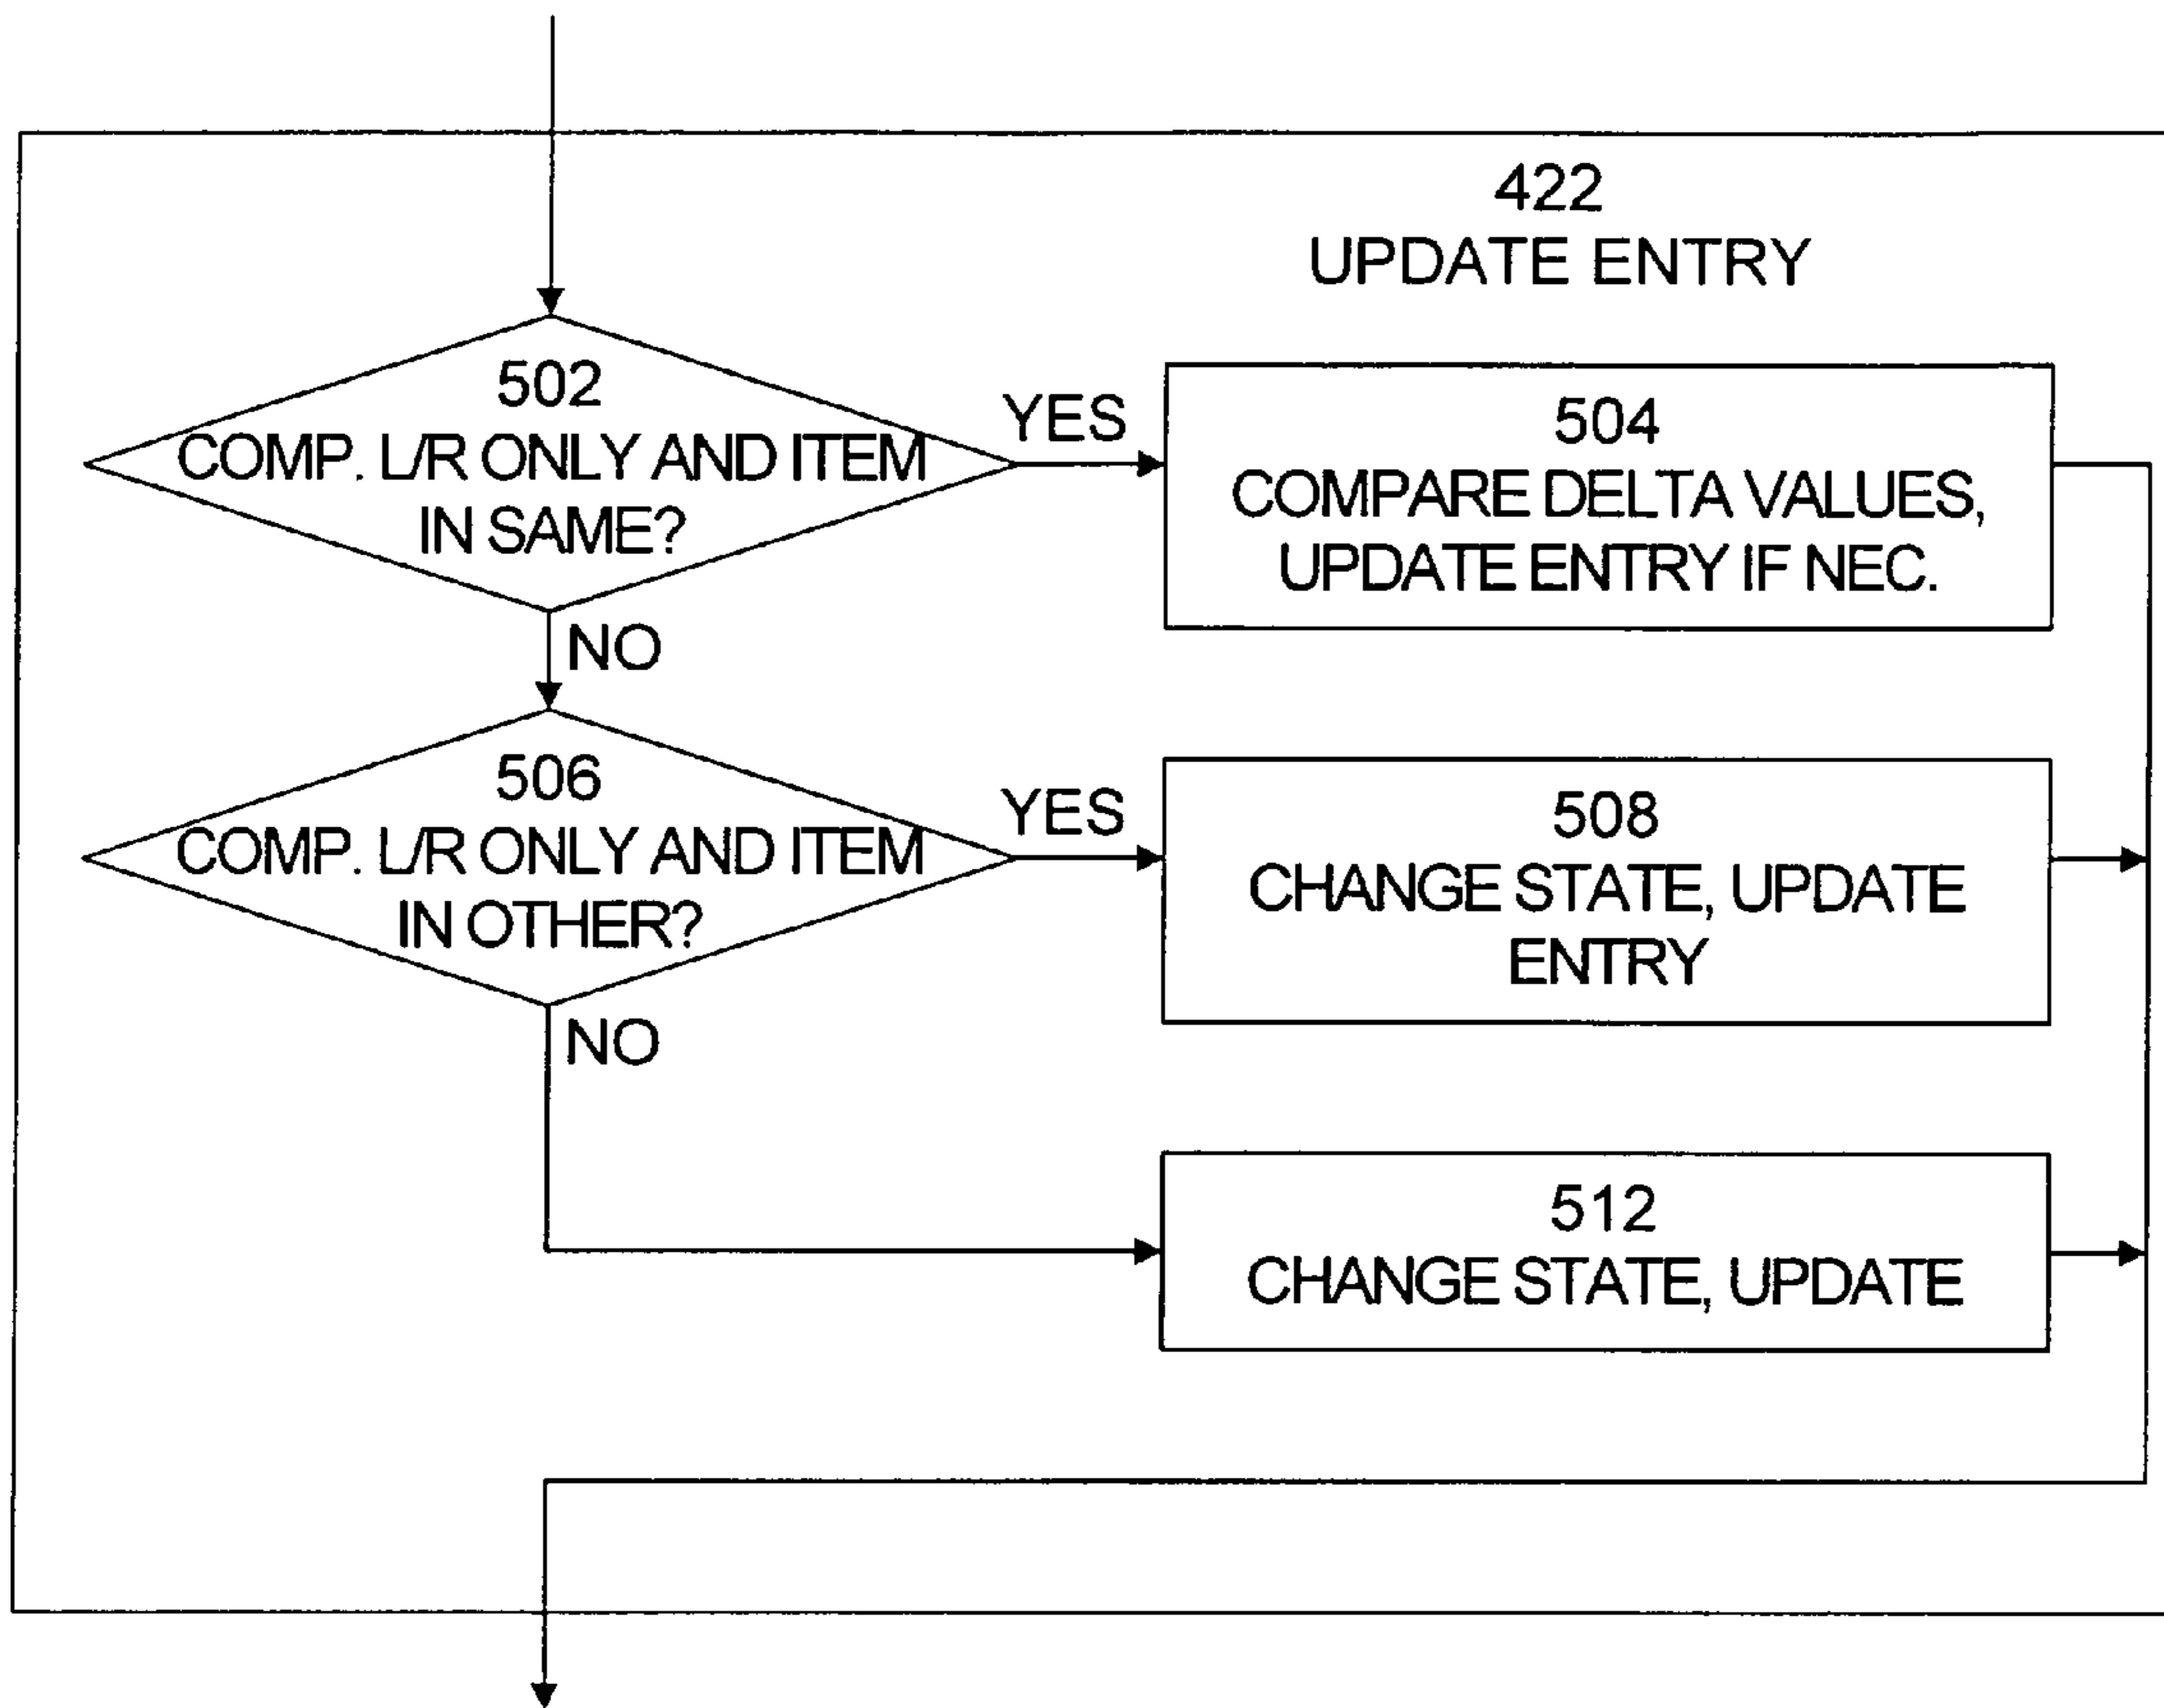 422
UPDATE ENTRY
502
COMP. L/R ONLY AND ITEM
IN SAME?
YES
504
COMPARE DELTA VALUES,
UPDATE ENTRY IF NEC.
NO
506
COMP. L/R ONLY AND ITEM
IN OTHER?
YES
508
CHANGE STATE, UPDATE
ENTRY
NO
512
CHANGE STATE, UPDATE